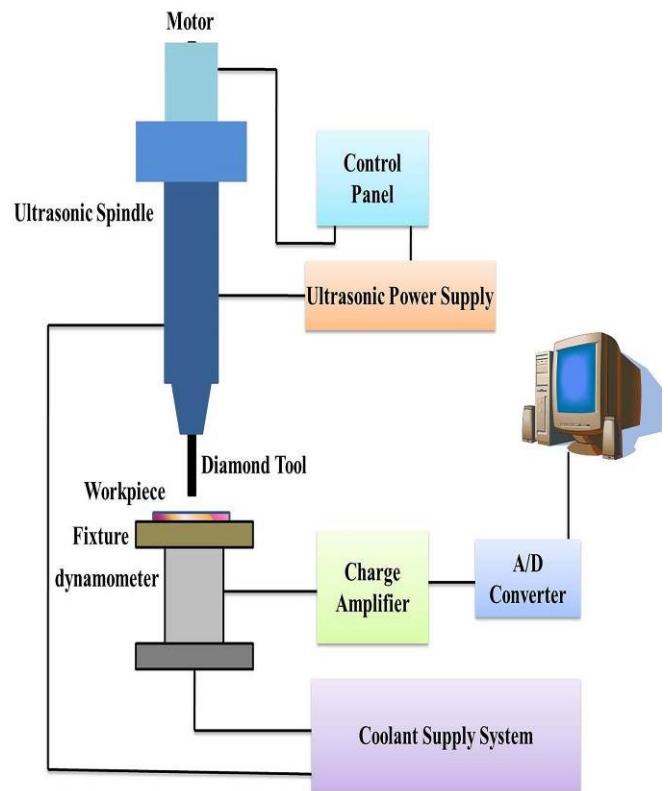 Motor
Control
Panel
Ultrasonic Spindle
Ultrasonic Power Supply
Diamond Tool
Workpiece
Fixture
dynamometer
Charge
Amplifier
A/D
Converter
Coolant Supply System